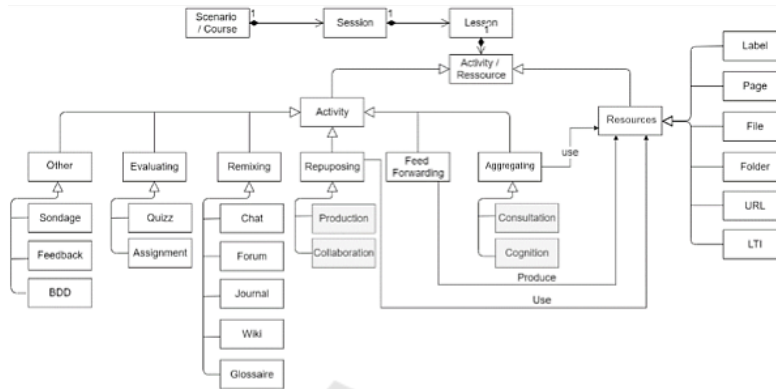 Scenario
/ Course
1
Session
1
Lesson
1
Activity /
Ressource
Label
Page
File
Folder
URL
LTI
Activity
Resources
use
Other
Evaluating
Remixing
Repuposing
Feed
Forwarding
Aggregating
Sondage
Feedback
BDD
Quizz
Assignment
Chat
Forum
Journal
Wiki
Glossaire
Production
Collaboration
Consultation
Cognition
Produce
Use